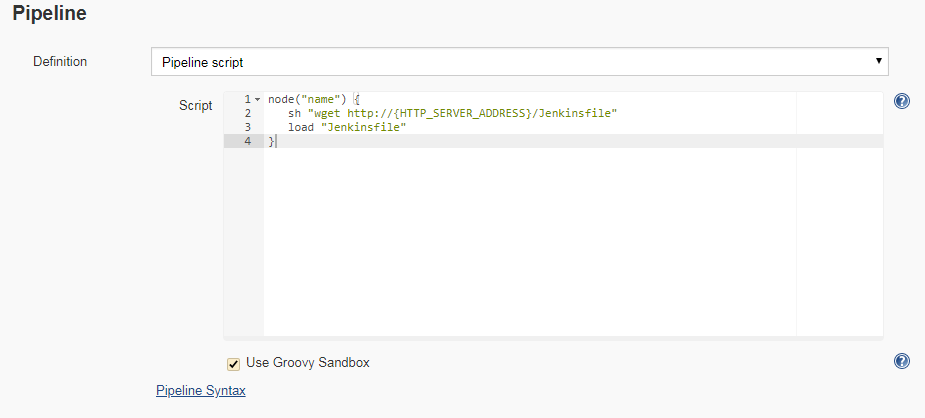 Pipeline
Definition
Pipeline script
Script
1 node("name") {
2 sh "wget http://{HTTP_SERVER_ADDRESS}/Jenkinsfile"
3 load "Jenkinsfile"
4 }
Use Groovy Sandbox
Pipeline Syntax